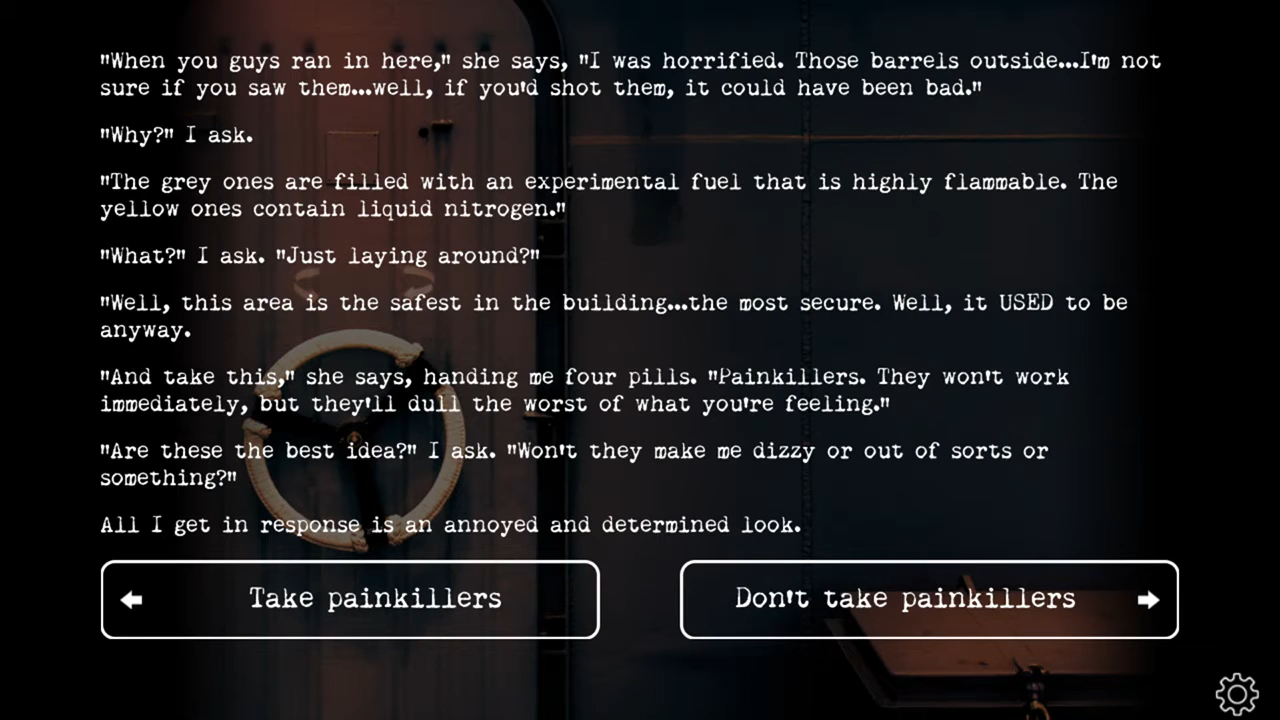 "When you guys ran in here," she says, "I was horrified. Those barrels outside...I'm not
sure if you saw them...well, if you'd shot them, it could have been bad."
"Why?" I ask.
"The grey ones are filled with an experimental fuel that is highly flammable. The
yellow ones contain liquid nitrogen."
"What?" I ask. "Just laying around?"
"Well, this area is the safest in the building...the most secure. Well, it USED to be
anyway.
"And take this," she says, handing me four pills. "Painkillers. They won't work
immediately, but they'll dull the worst of what you're feeling."
"Are these the best idea?" I ask. "Won't they make me dizzy or out of sorts or
something?"
All I get in response is an annoyed and determined look.
Take painkillers
Don't take painkillers